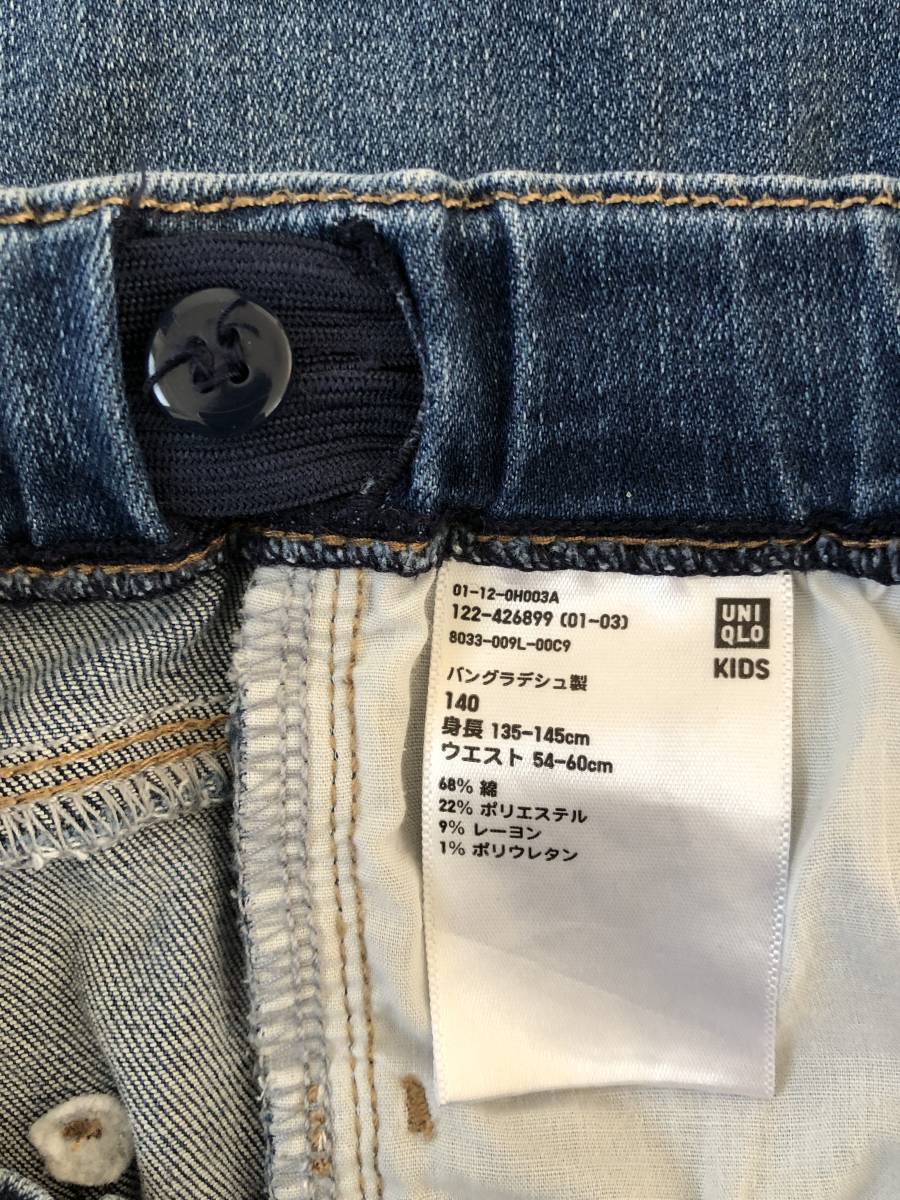 01-12-0H003A
122-426899 (01-03)
8033-009L-00C9
バングラデシュ製
140
身長 135-145cm
ウエスト 54-60cm
68% 綿
22% ポリエステル
9% レーヨン
1% ポリウレタン
UNI
QLO
KIDS